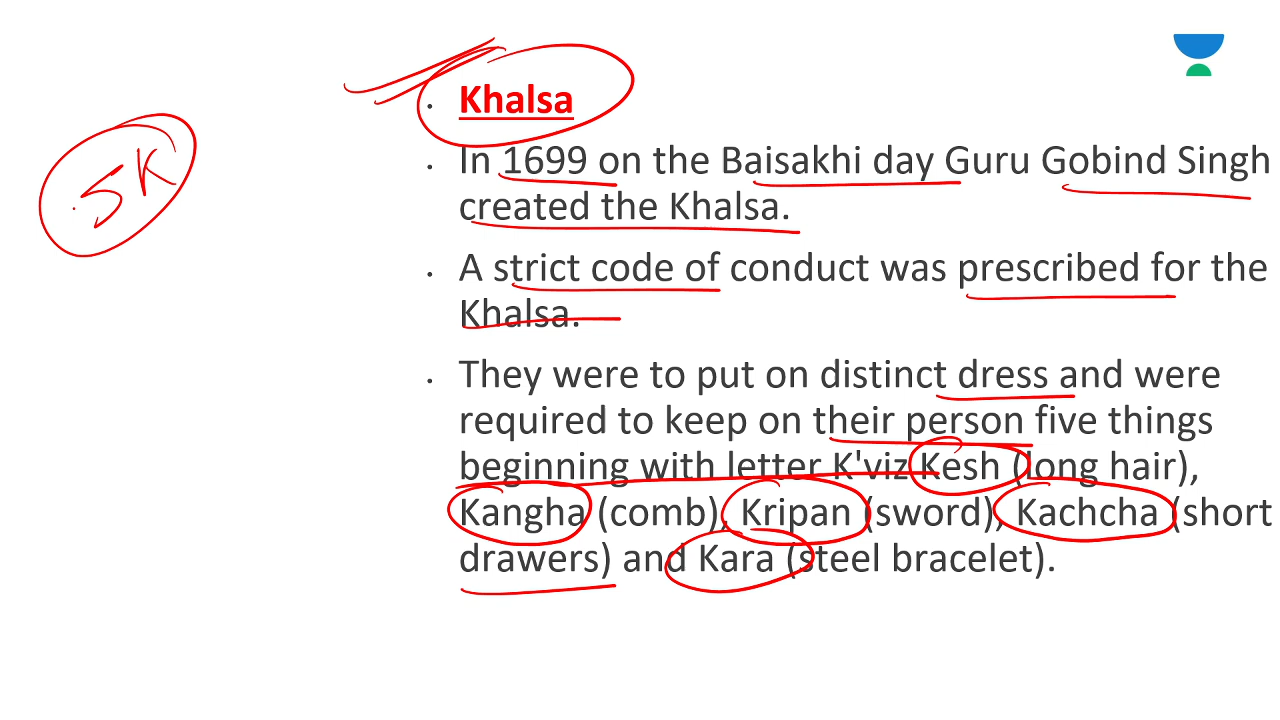 Khalsa
5K
In 1699 on the Baisakhi day Guru Gobind Singh
created the Khalsa.
A strict code of conduct was prescribed for the
Khalsa.
They were to put on distinct dress and were
required to keep on their person five things
beginning with letter K'viz Kesh (long hair),
Kangha (comb), Kripan (sword), Kachcha (short
drawers) and Kara (steel bracelet).